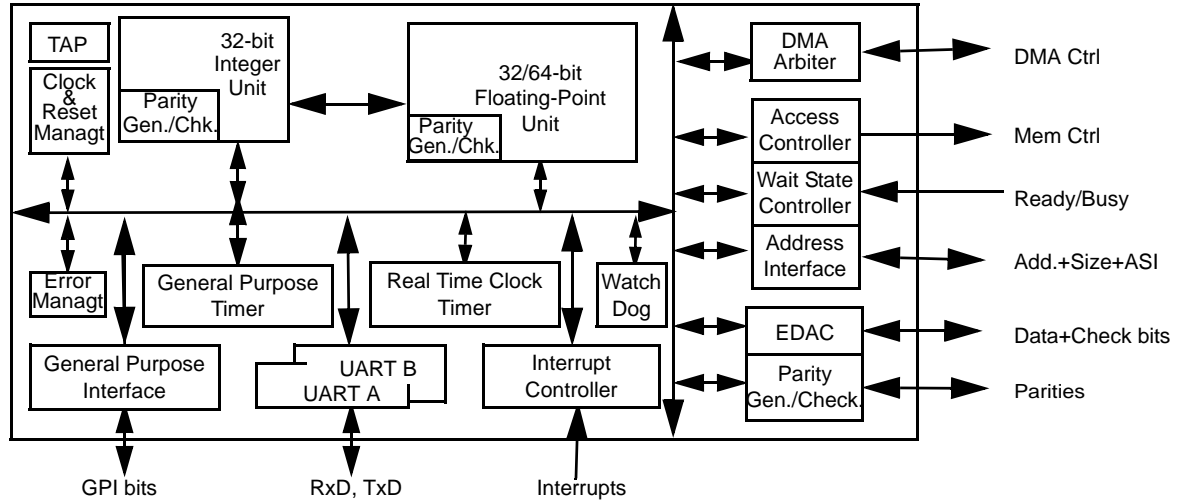 TAP
Clock
&
Reset
Managt
32-bit
Integer
Unit
Parity
Gen./Chk.
32/64-bit
Floating-Point
Unit
Parity
Gen./Chk.
DMA
Arbiter
DMA Ctrl
Access
Controller
Mem Ctrl
Wait State
Controller
Ready/Busy
Address
Interface
Add.+Size+ASI
Error
Managt
General Purpose
Timer
Real Time Clock
Timer
Watch
Dog
EDAC
Data+Check bits
Parity
Gen./Check.
Parities
General Purpose
Interface
UART B
UART A
Interrupt
Controller
GPI bits
RxD, TxD
Interrupts